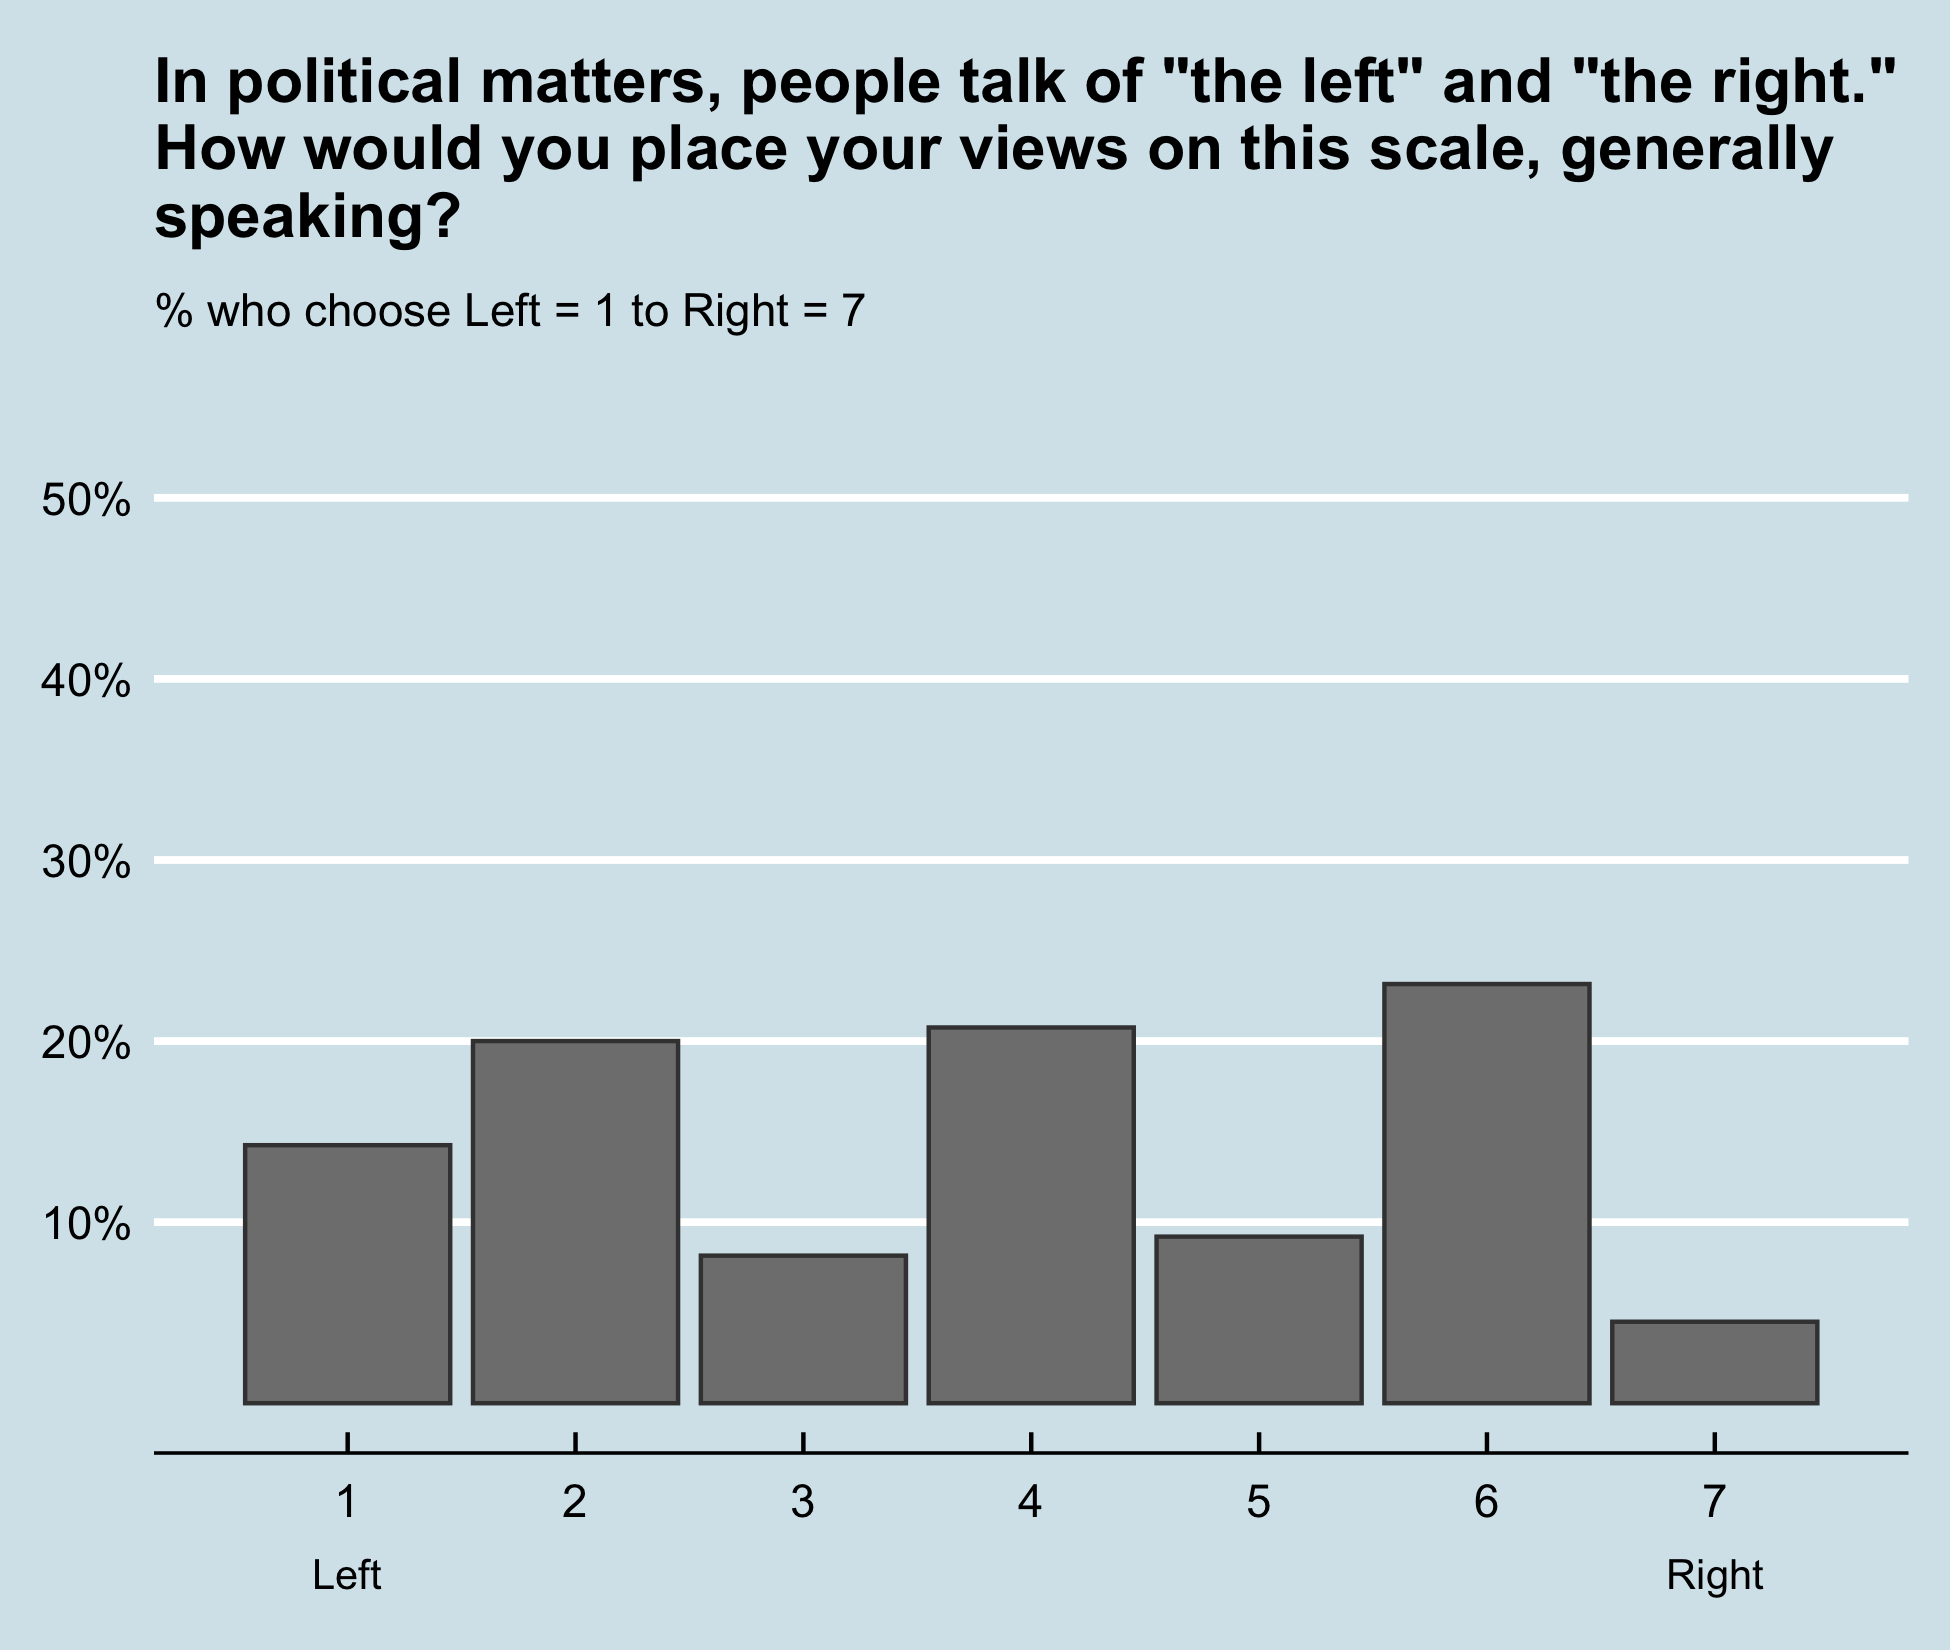 In political matters, people talk of "the left" and "the right."
How would you place your views on this scale, generally
speaking?
% who choose Left = 1 to Right = 7
50%
40%
30%
20%
10%
1 2 3 4 5 6 7
Left Right